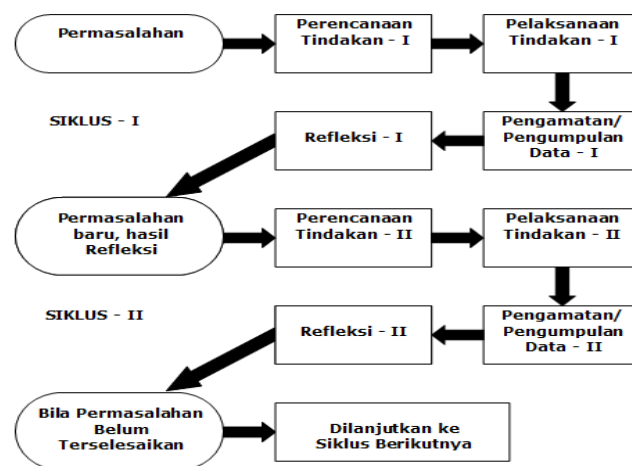 Permasalahan
Perencanaan
Tindakan - I
Pelaksanaan
Tindakan - I
SIKLUS - I
Refleksi - I
Pengamatan/
Pengumpulan
Data - I
Permasalahan
baru, hasil
Refleksi
Perencanaan
Tindakan - II
Pelaksanaan
Tindakan - II
SIKLUS - II
Refleksi - II
Pengamatan/
Pengumpulan
Data - II
Bila Permasalahan
Belum
Terselesaikan
Dilanjutkan ke
Siklus Berikutnya